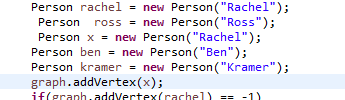 Person rachel = new Person("Rachel");
Person ross = new Person("Ross");
Person x = new Person("Rachel");
Person ben = new Person("Ben");
Person kramer = new Person("Kramer");
graph.addVertex(x);
if(graph.addVertex(rachel) == -1)